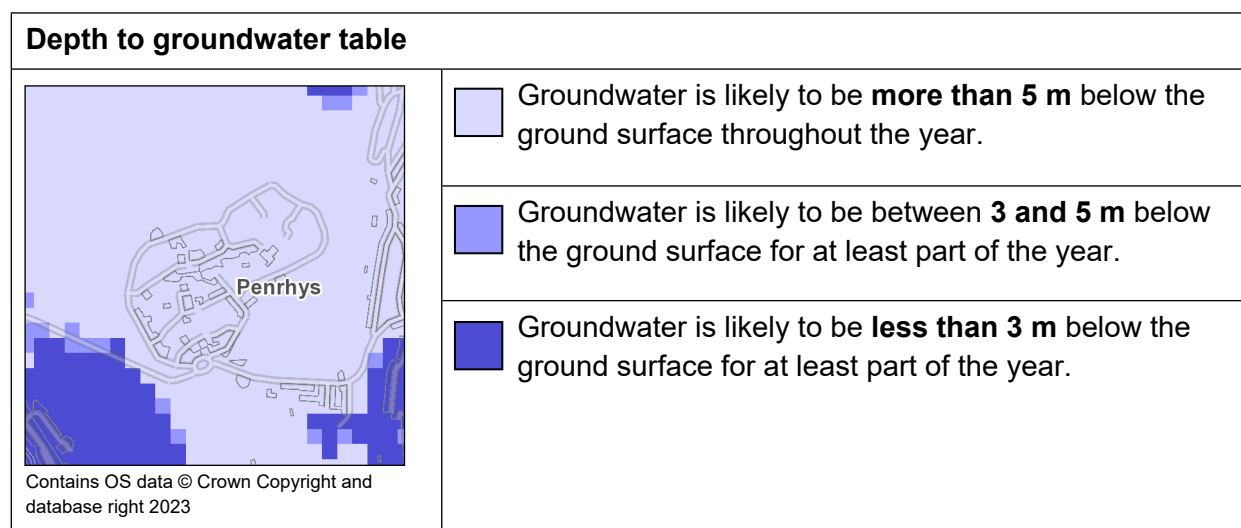 Depth to groundwater table
Penrhys
Contains OS data © Crown Copyright and
database right 2023
Groundwater is likely to be more than 5 m below the
ground surface throughout the year.
Groundwater is likely to be between 3 and 5 m below
the ground surface for at least part of the year.
Groundwater is likely to be less than 3 m below the
ground surface for at least part of the year.